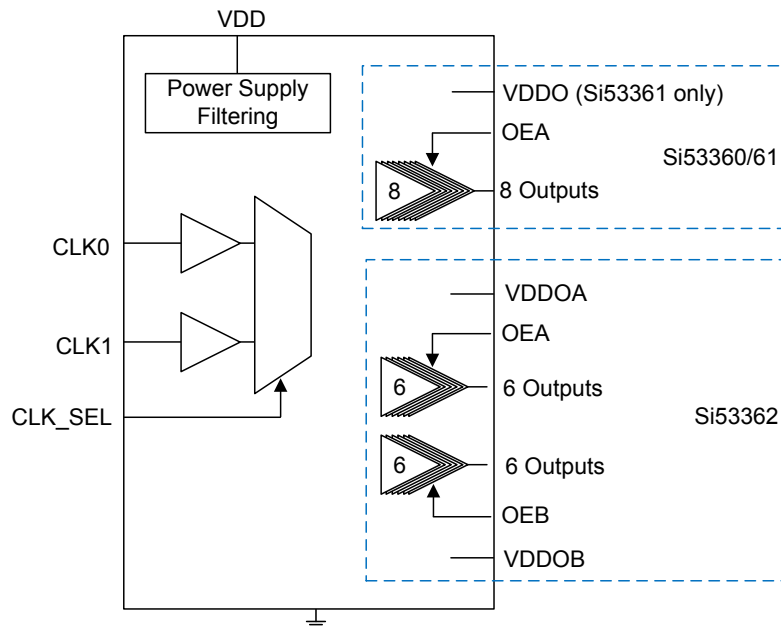 VDD
Power Supply
Filtering
VDDO (Si53361 only)
OEA
Si53360/61
8
8 Outputs
CLK0
VDDOA
OEA
CLK1
6
6 Outputs
CLK_SEL
Si53362
6
6 Outputs
OEB
VDDOB